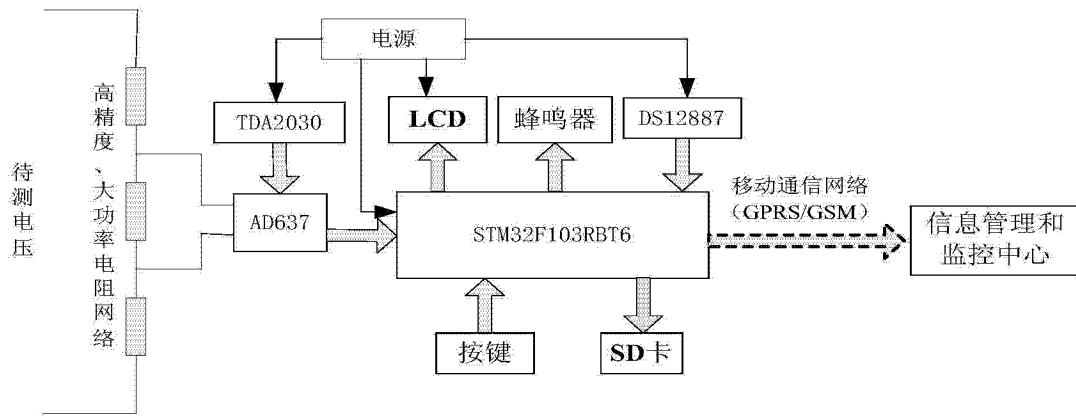 电源
TDA2030
LCD
蜂鸣器
DS12887
待测电压
高精度、大功率电阻网络
AD637
STM32F103RBT6
移动通信网络
（GPRS/GSM）
信息管理和
监控中心
按键
SD卡